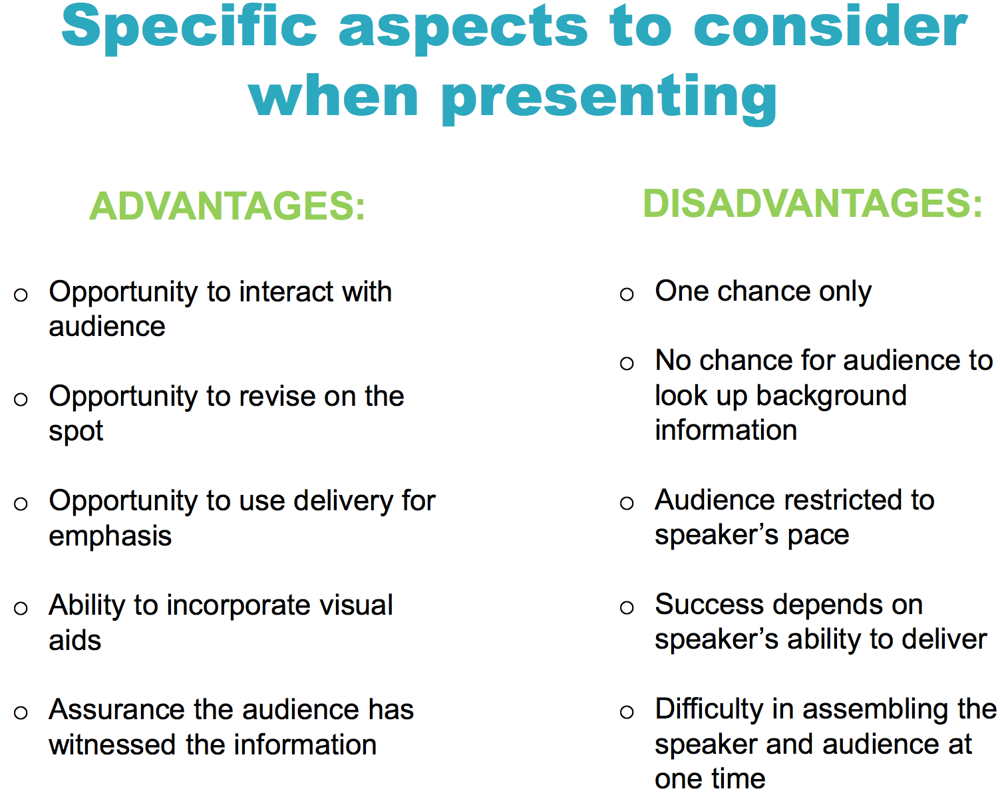 Specific aspects to consider
when presenting
ADVANTAGES:
○ Opportunity to interact with
audience
○ Opportunity to revise on the
spot
○ Opportunity to use delivery for
emphasis
○ Ability to incorporate visual
aids
○ Assurance the audience has
witnessed the information
DISADVANTAGES:
○ One chance only
○ No chance for audience to
look up background
information
○ Audience restricted to
speaker’s pace
○ Success depends on
speaker’s ability to deliver
○ Difficulty in assembling the
speaker and audience at
one time